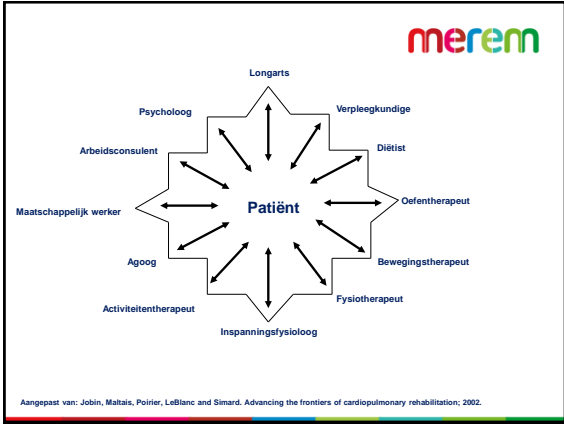 merem
Longarts
Psycholoog
Verpleegkundige
Arbeidsconsulent
Diëtist
Maatschappelijk werker
Patiënt
Oefentherapeut
Agoog
Bewegingstherapeut
Activiteitentherapeut
Fysiotherapeut
Inspanningsfysioloog
Aangepast van: Jobin, Maltais, Poirier, LeBlanc and Simard. Advancing the frontiers of cardiopulmonary rehabilitation; 2002.